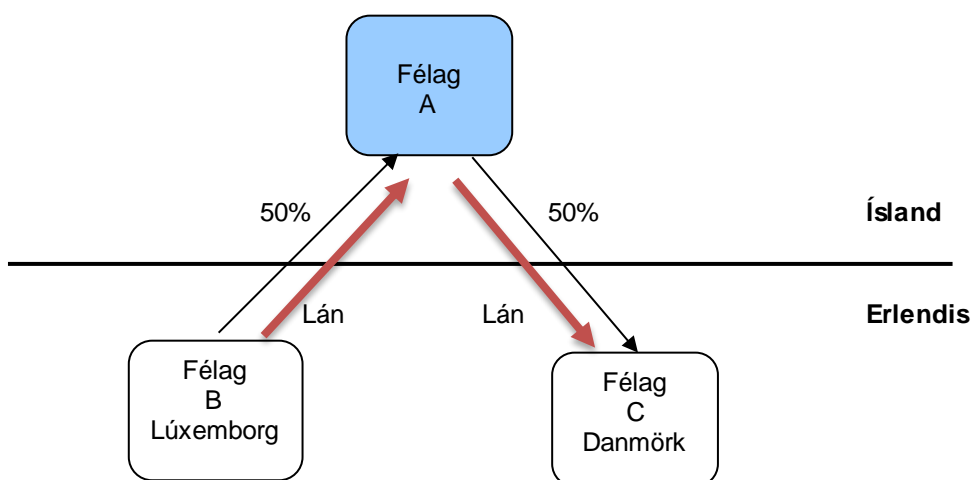 Félag
A
50%
50%
Ísland
Lán
Lán
Erlendis
Félag
B
Lúxemborg
Félag
C
Danmörk